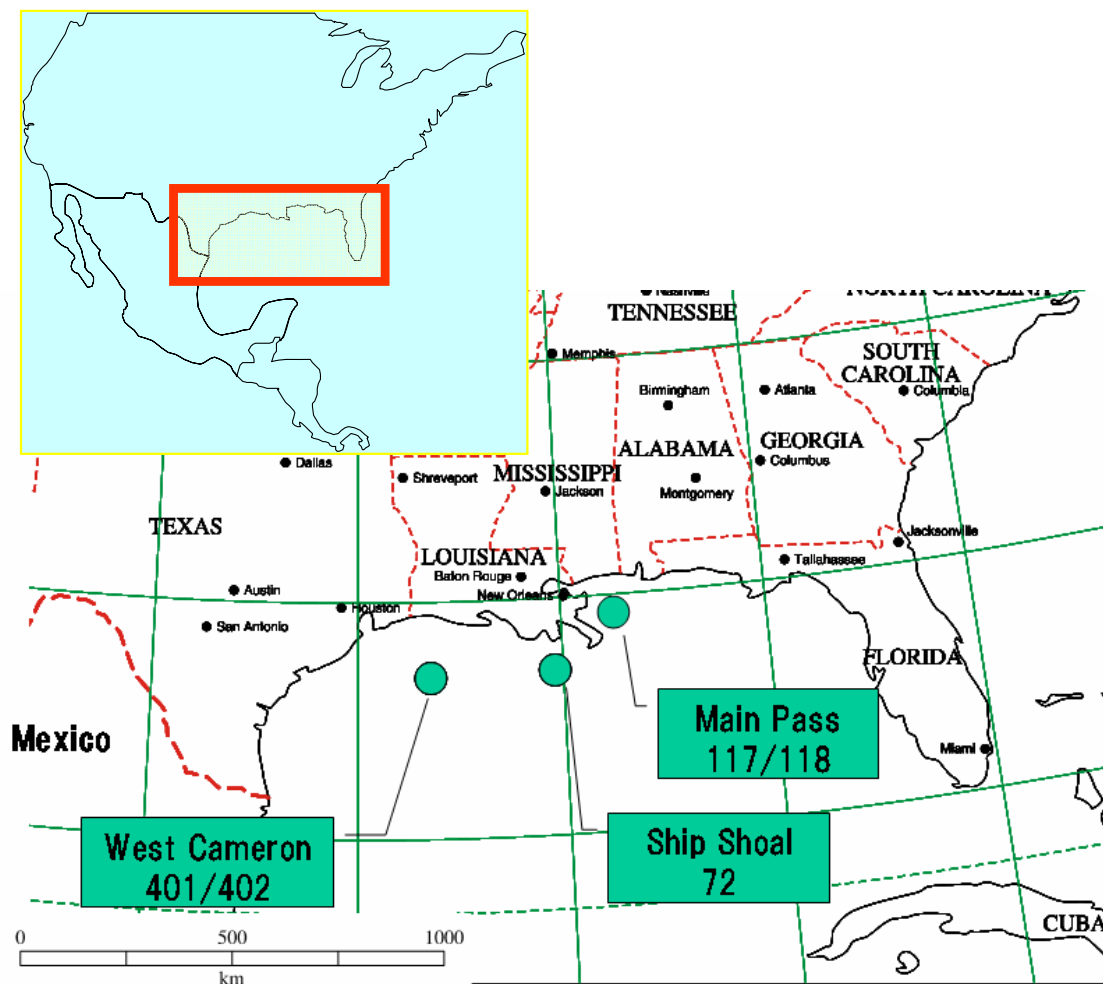 Nashville
NORTH CAROLINA
TENNESSEE
Memphis
SOUTH
CAROLINA
Columbia
Birmingham
Atlanta
ALABAMA
GEORGIA
Columbus
Dallas
Shreveport
MISSISSIPPI
Jackson
Montgomery
TEXAS
Jacksonville
LOUISIANA
Baton Rouge
Tallahassee
Austin
New Orleans
Houston
San Antonio
FLORIDA
Main Pass
117/118
Mexico
Miami
West Cameron
401/402
Ship Shoal
72
CUBA
0
500
1000
km